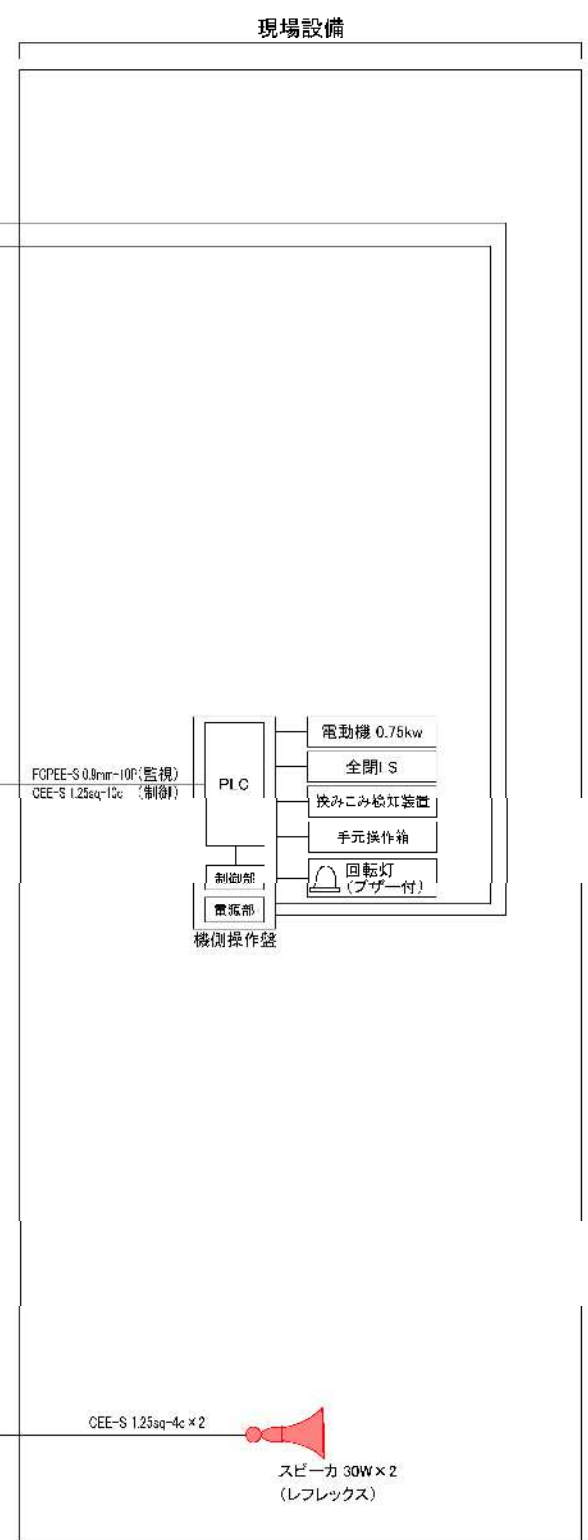 現場設備
FCPEE-S 0.9mm-10P(監視)
CEE-S 1.25sq-10c (制御)
PLC
制御部
電源部
機側操作盤
電動機 0.75kw
全閉LS
挟みこみ検知装置
手元操作箱
回転灯
(ブザー付)
CEE-S 1.25sq-4c×2
スピーカ 30W×2
(レフレックス)